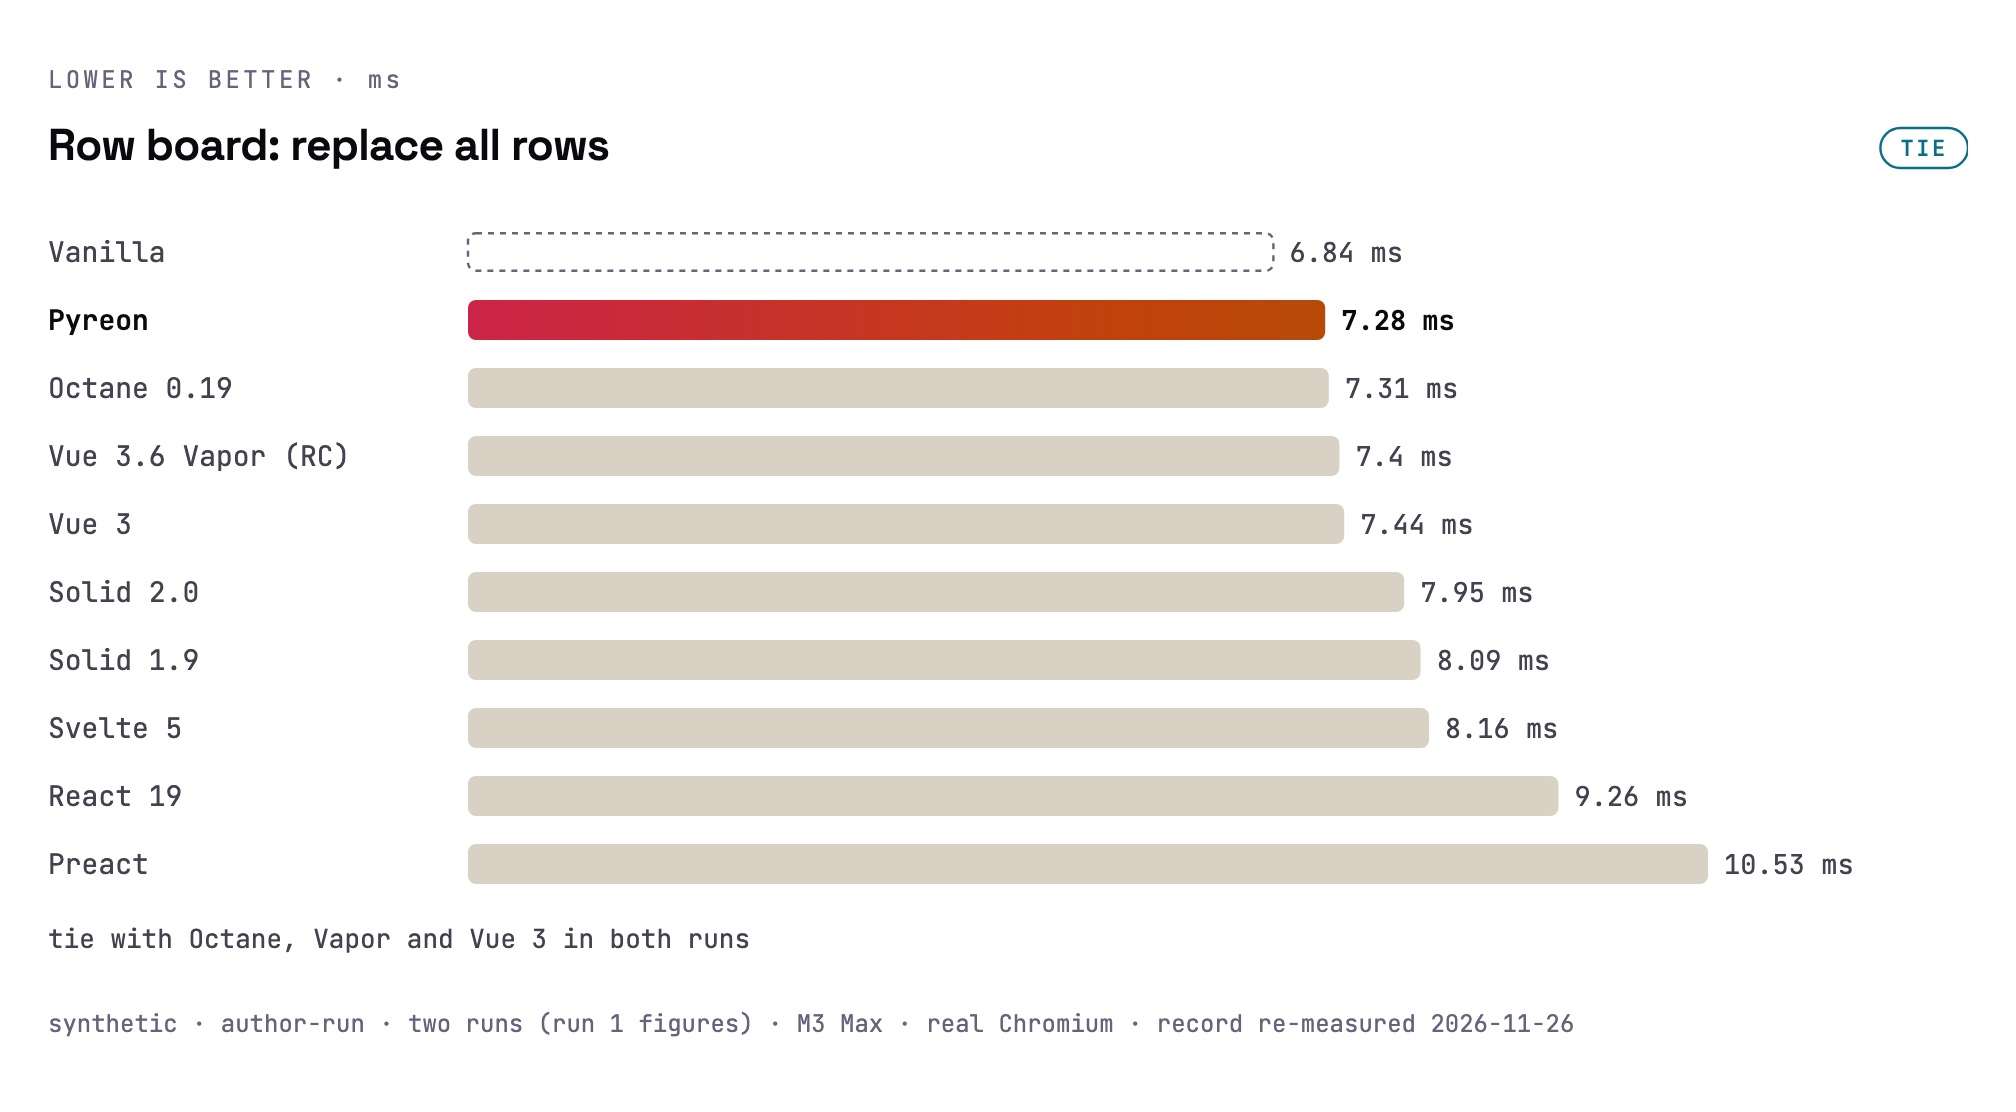 LOWER IS BETTER · ms
Row board: replace all rows
TIE
Vanilla 6.84 ms
Pyreon 7.28 ms
Octane 0.19 7.31 ms
Vue 3.6 Vapor (RC) 7.4 ms
Vue 3 7.44 ms
Solid 2.0 7.95 ms
Solid 1.9 8.09 ms
Svelte 5 8.16 ms
React 19 9.26 ms
Preact 10.53 ms
tie with Octane, Vapor and Vue 3 in both runs
synthetic · author-run · two runs (run 1 figures) · M3 Max · real Chromium · record re-measured 2026-11-26